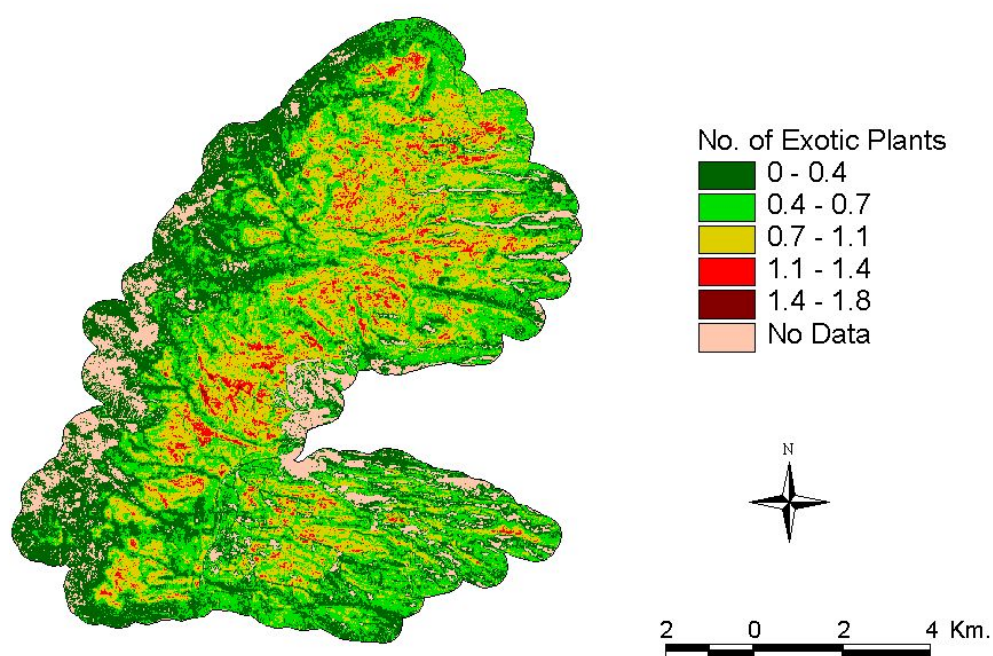 No. of Exotic Plants
0 - 0.4
0.4 - 0.7
0.7 - 1.1
1.1 - 1.4
1.4 - 1.8
No Data
N
2 0 2 4 Km.